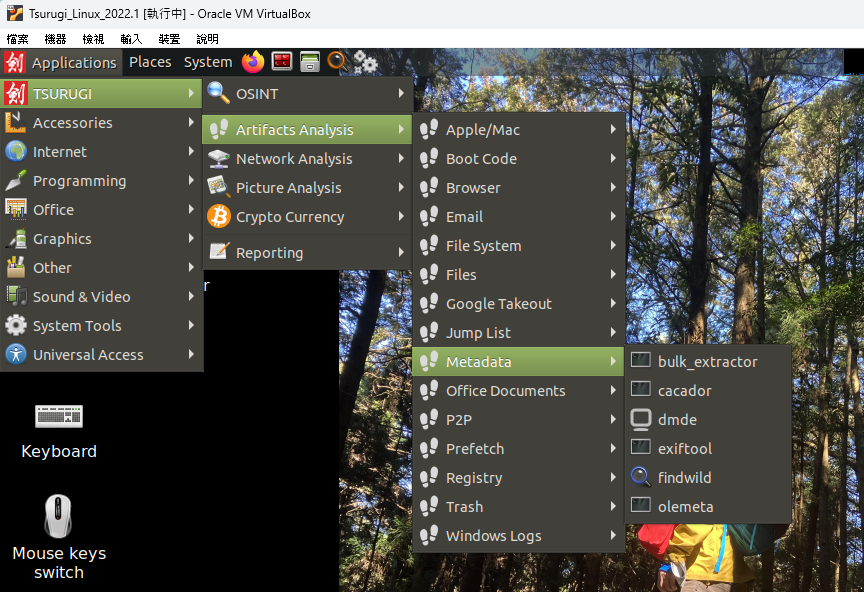 Tsurugi_Linux_2022.1 [執行中] - Oracle VM VirtualBox
檔案 機器 檢視 輸入 裝置 說明
剣 Applications Places System
剣 TSURUGI
Accessories
Internet
Programming
Office
Graphics
Other
Sound & Video
System Tools
Universal Access
OSINT
Artifacts Analysis
Network Analysis
Picture Analysis
Crypto Currency
Reporting
r
Apple/Mac
Boot Code
Browser
Email
File System
Files
Google Takeout
Jump List
Metadata
Office Documents
P2P
Prefetch
Registry
Trash
Windows Logs
bulk_extractor
cacador
dmde
exiftool
findwild
olemeta
Keyboard
Mouse keys
switch